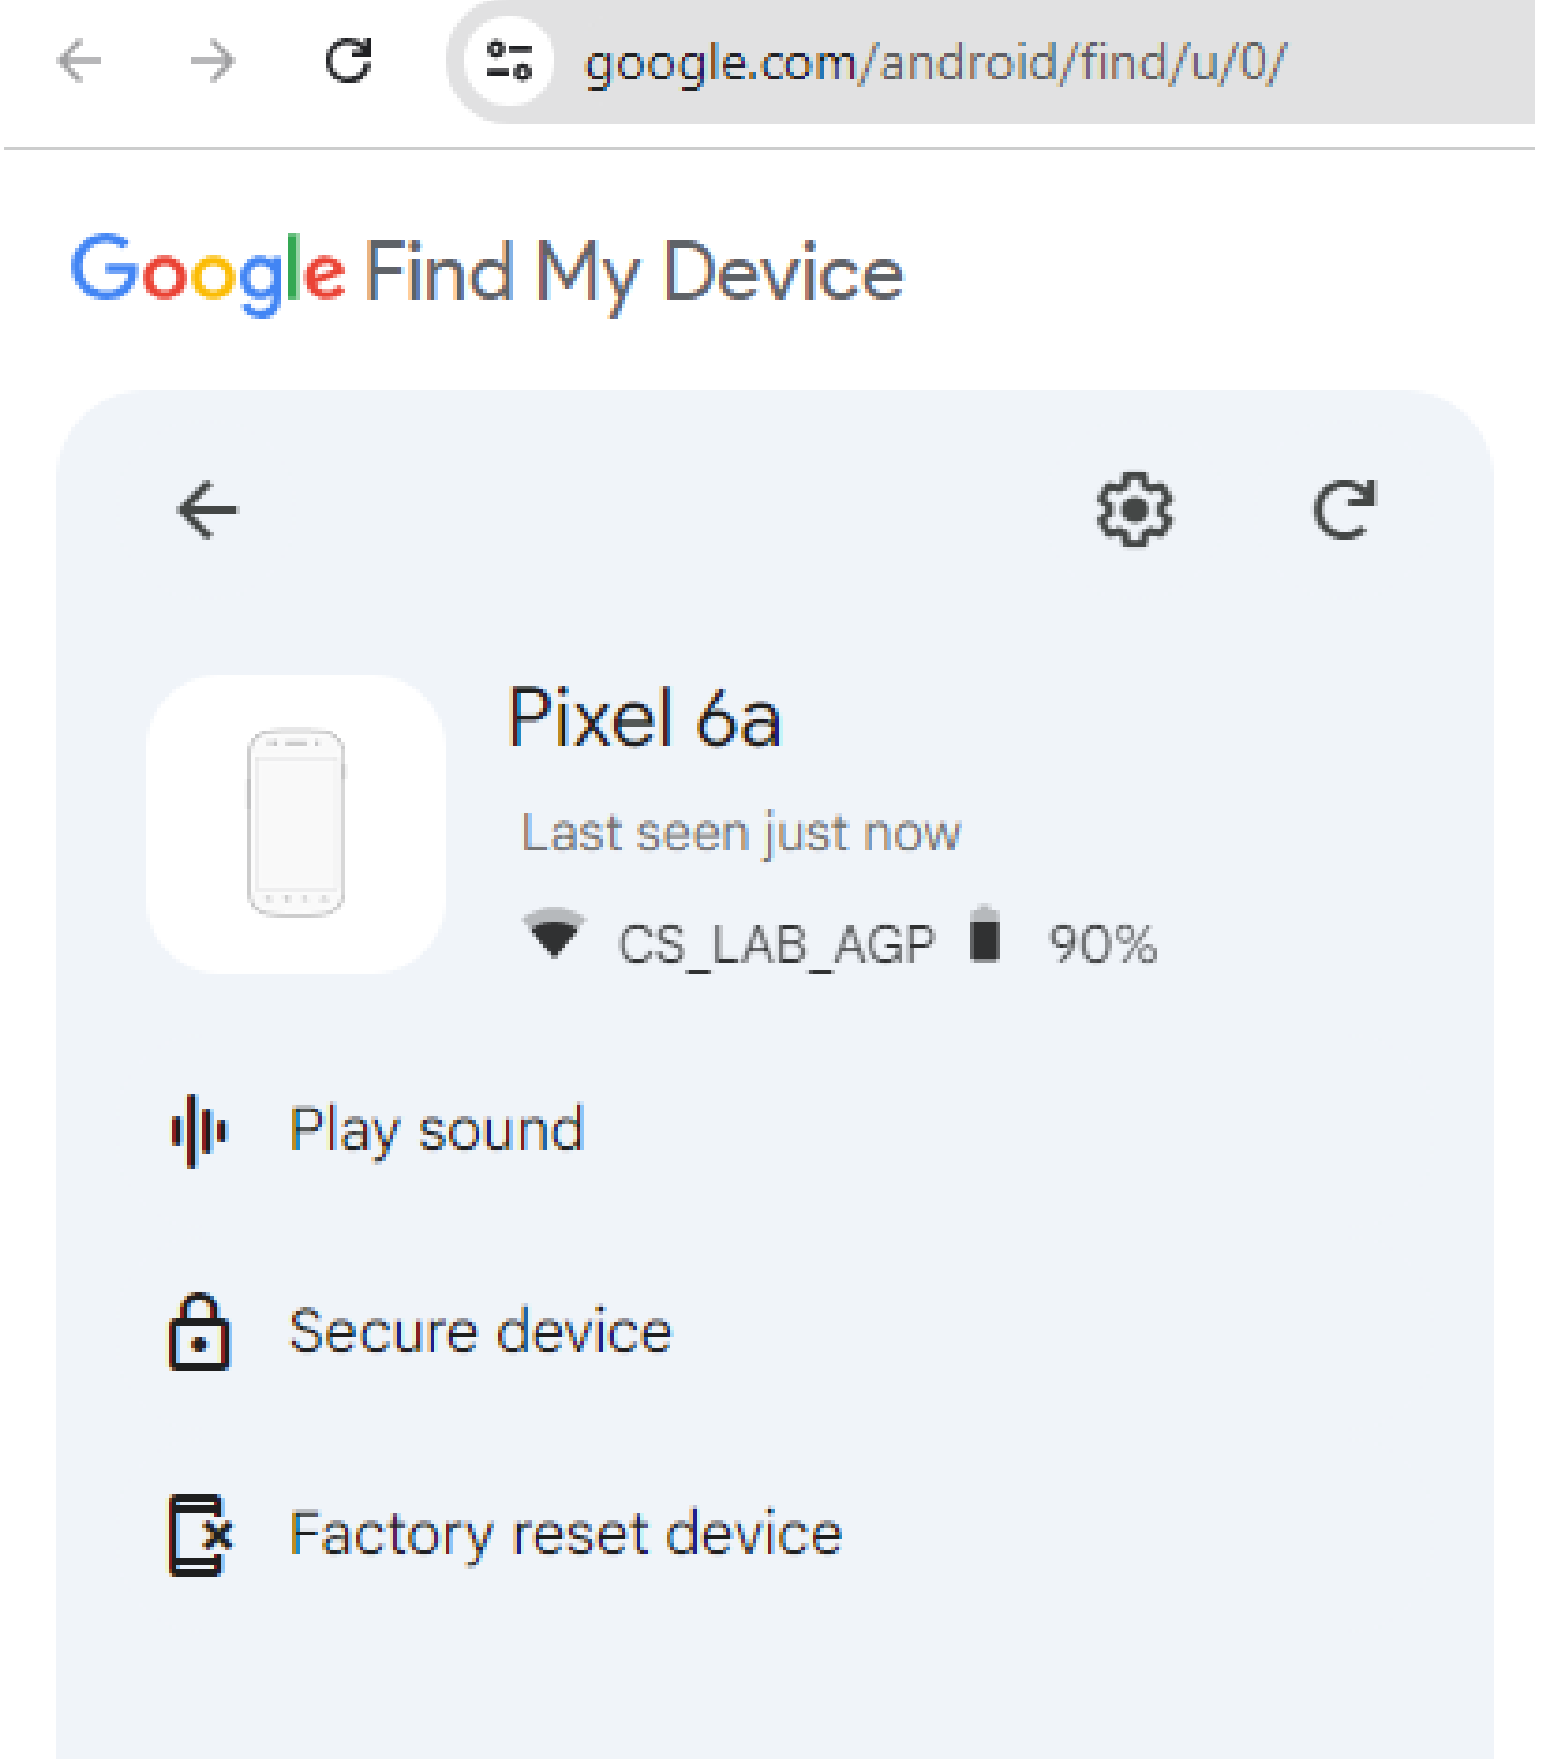 google.com/android/find/u/0/
Google Find My Device
Pixel 6a
Last seen just now
CS_LAB_AGP 90%
Play sound
Secure device
Factory reset device